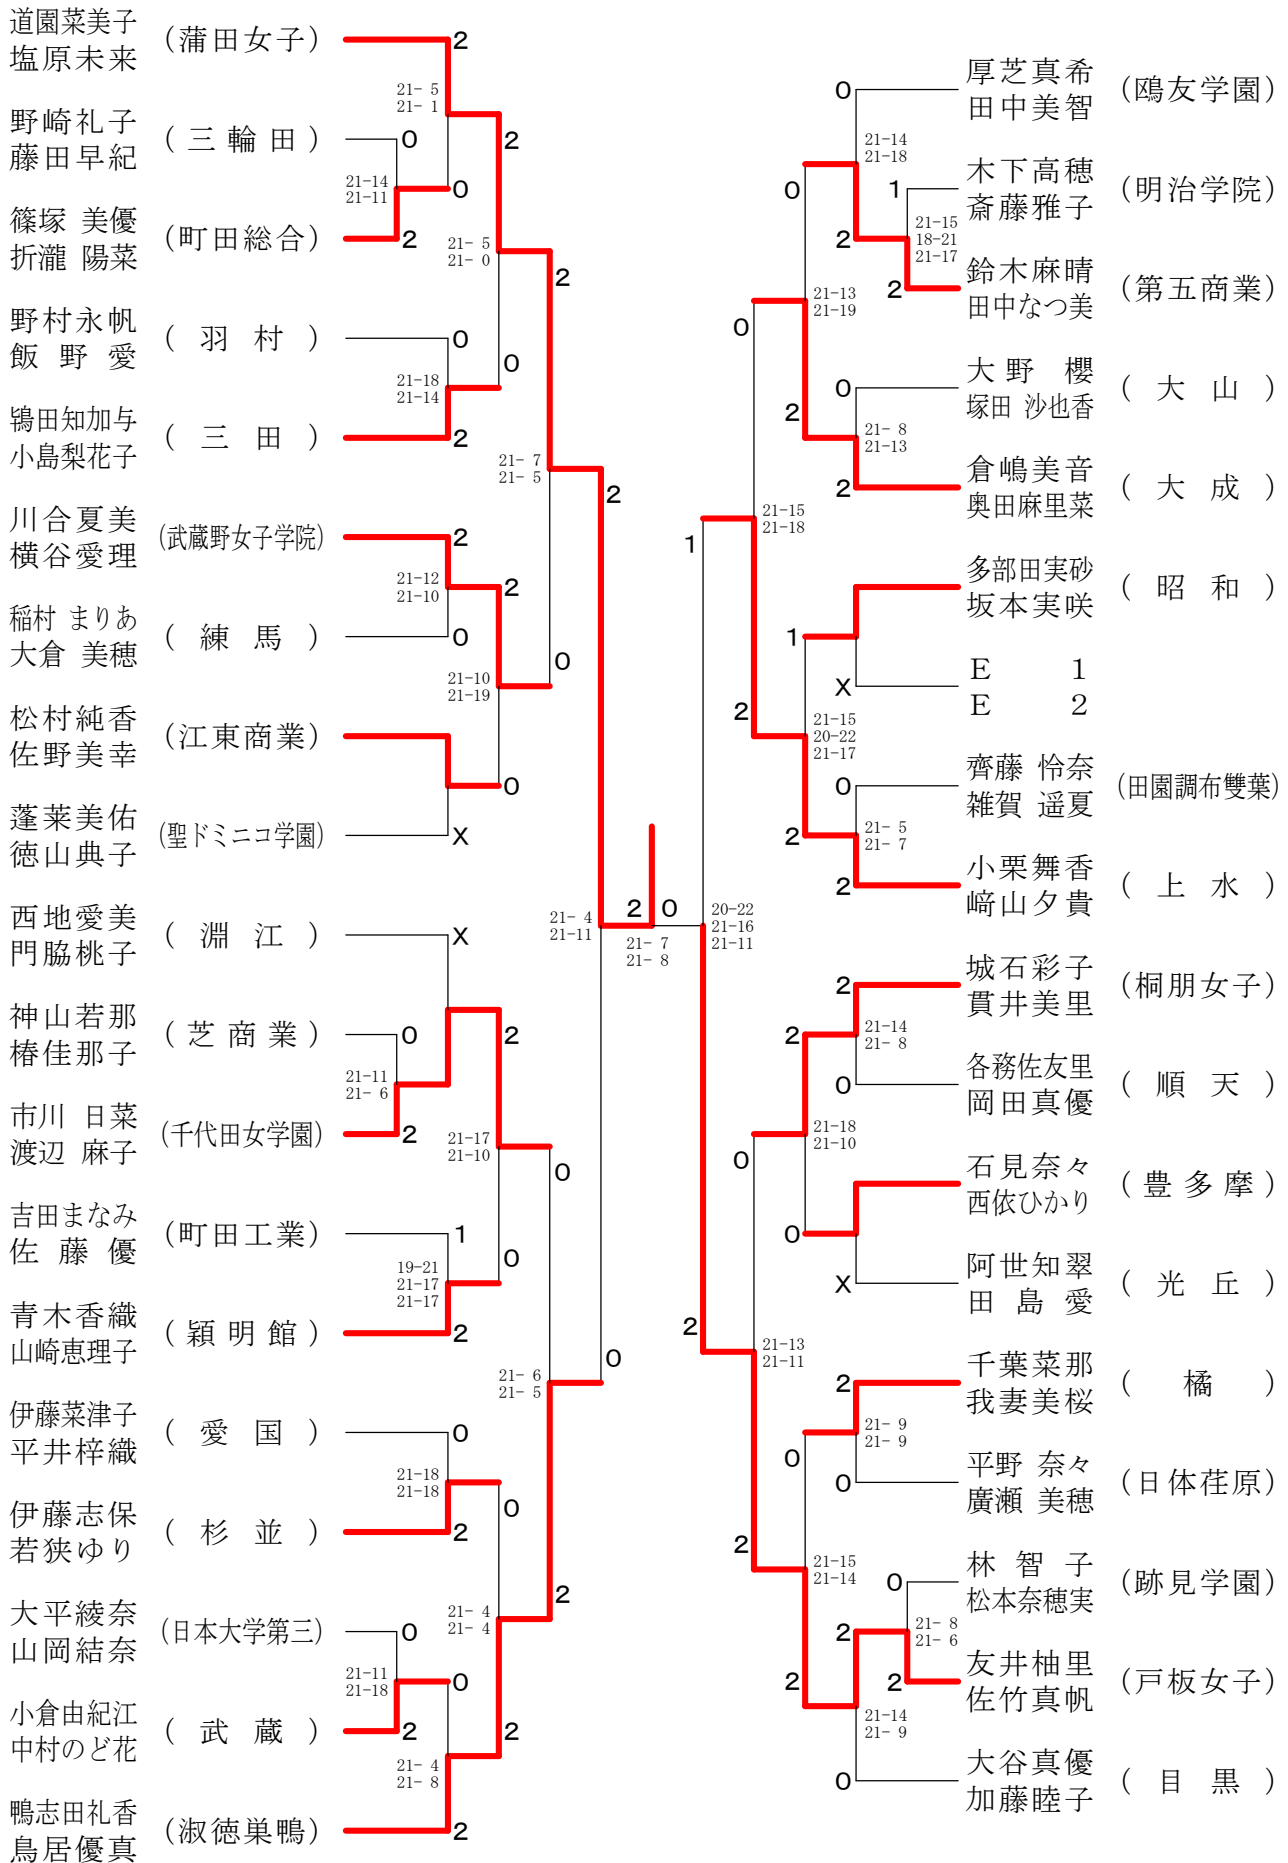 道園菜美子
塩原未来
(蒲田女子)
2
21- 5
21- 1
野崎礼子
藤田早紀
(三輪田)
0
2
21-14
21-11
0
篠塚 美優
折瀧 陽菜
(町田総合)
2
21- 5
21- 0
2
野村永帆
飯野愛
(羽村)
0
0
21-18
21-14
鴇田知加与
小島梨花子
(三田)
2
21- 7
21- 5
2
川合夏美
横谷愛理
(武蔵野女子学院)
2
21-12
21-10
2
稲村 まりあ
大倉 美穂
(練馬)
0
0
21-10
21-19
松村純香
佐野美幸
(江東商業)
0
蓬莱美佑
徳山典子
(聖ドミニコ学園)
X
西地愛美
門脇桃子
(淵江)
X
21- 4
21-11
2
0
21- 7
21- 8
神山若那
椿佳那子
(芝商業)
0
2
21-11
21- 6
市川 日菜
渡辺 麻子
(千代田女学園)
2
21-17
21-10
0
吉田まなみ
佐藤優
(町田工業)
1
0
19-21
21-17
21-17
青木香織
山崎恵理子
(穎明館)
2
0
21- 6
21- 5
伊藤菜津子
平井梓織
(愛国)
0
21-18
21-18
0
伊藤志保
若狭ゆり
(杉並)
2
2
21- 4
21- 4
大平綾奈
山岡結奈
(日本大学第三)
0
21-11
21-18
0
小倉由紀江
中村のど花
(武蔵)
2
2
21- 4
21- 8
鴨志田礼香
鳥居優真
(淑徳巣鴨)
2
0
厚芝真希
田中美智
(鴎友学園)
21-14
21-18
0
1
木下高穂
斎藤雅子
(明治学院)
21-15
18-21
21-17
2
2
鈴木麻晴
田中なつ美
(第五商業)
21-13
21-19
0
0
大野櫻
塚田 沙也香
(大山)
2
21- 8
21-13
2
倉嶋美音
奥田麻里菜
(大成)
21-15
21-18
1
多部田実砂
坂本実咲
(昭和)
1
X
E 1
E 2
2
21-15
20-22
21-17
0
齊藤 怜奈
雑賀 遥夏
(田園調布雙葉)
2
21- 5
21- 7
2
小栗舞香
﨑山夕貴
(上水)
20-22
21-16
21-11
2
城石彩子
貫井美里
(桐朋女子)
2
21-14
21- 8
0
各務佐友里
岡田真優
(順天)
21-18
21-10
0
石見奈々
西依ひかり
(豊多摩)
0
X
阿世知翠
田島愛
(光丘)
2
21-13
21-11
2
千葉菜那
我妻美桜
(橘)
0
21- 9
21- 9
0
平野 奈々
廣瀬 美穂
(日体荏原)
2
21-15
21-14
0
林智子
松本奈穂実
(跡見学園)
2
21- 8
21- 6
2
2
友井柚里
佐竹真帆
(戸板女子)
21-14
21- 9
0
大谷真優
加藤睦子
(目黒)